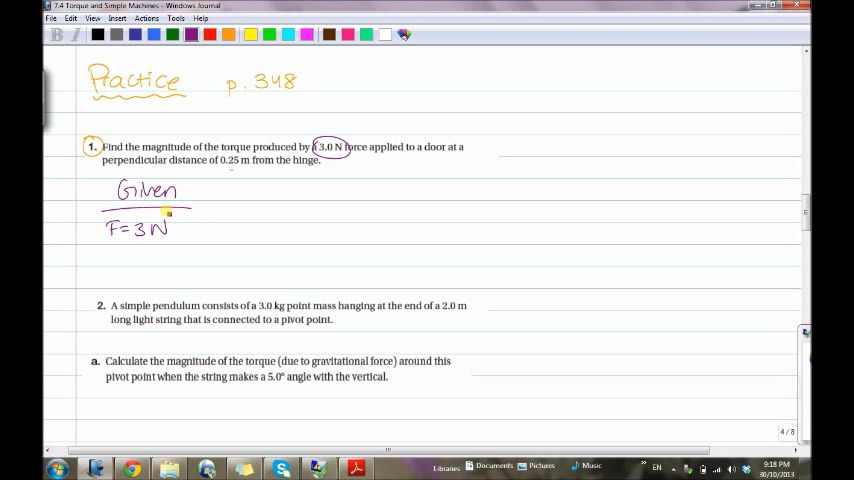 7.4 Torque and Simple Machines - Windows Journal
File Edit View Insert Actions Tools Help
B I
Practice p. 348
1. Find the magnitude of the torque produced by a 3.0 N force applied to a door at a
perpendicular distance of 0.25 m from the hinge.
Given
F = 3 N
2. A simple pendulum consists of a 3.0 kg point mass hanging at the end of a 2.0 m
long light string that is connected to a pivot point.
a. Calculate the magnitude of the torque (due to gravitational force) around this
pivot point when the string makes a 5.0° angle with the vertical.
4 / 8
Libraries Documents Pictures Music » EN 9:18 PM
30/10/2013